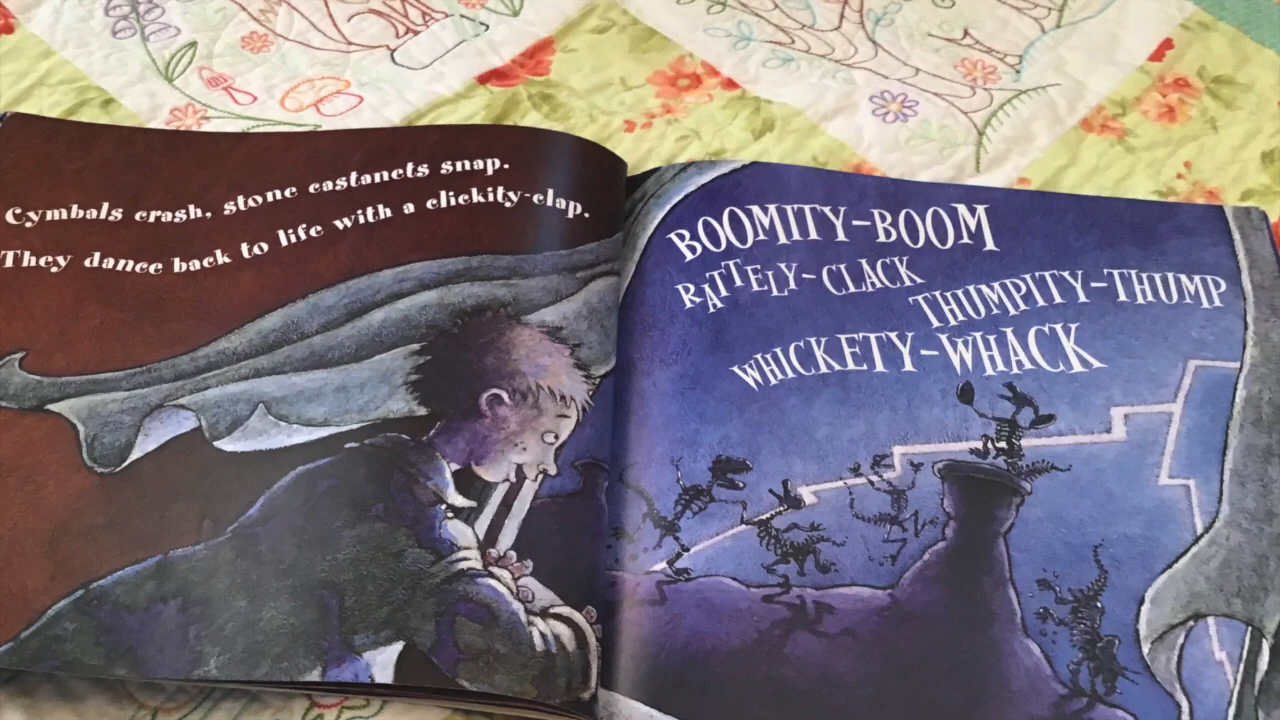 Cymbals crash, stone castanets snap.
They dance back to life with a clickity-clap.
BOOMITY-BOOM
RATTELY-CLACK
THUMPITY-THUMP
WHICKETY-WHACK